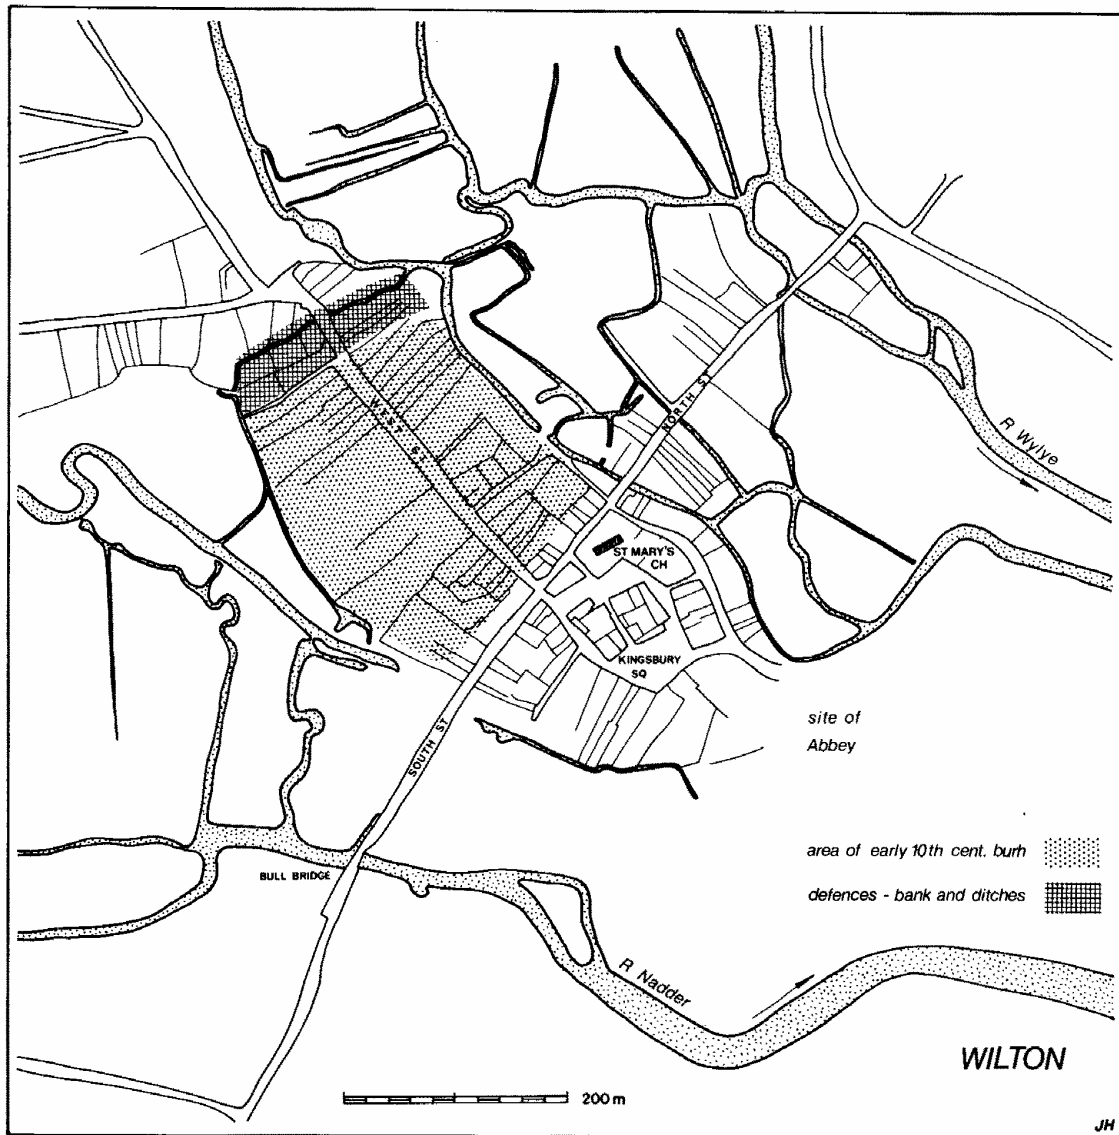 WEST ST
NORTH ST
R Wylye
ST MARY'S
CH
KINGSBURY
SQ
SOUTH ST
site of
Abbey
area of early 10th cent. burh
defences - bank and ditches
BULL BRIDGE
R Nadder
WILTON
200 m
JH